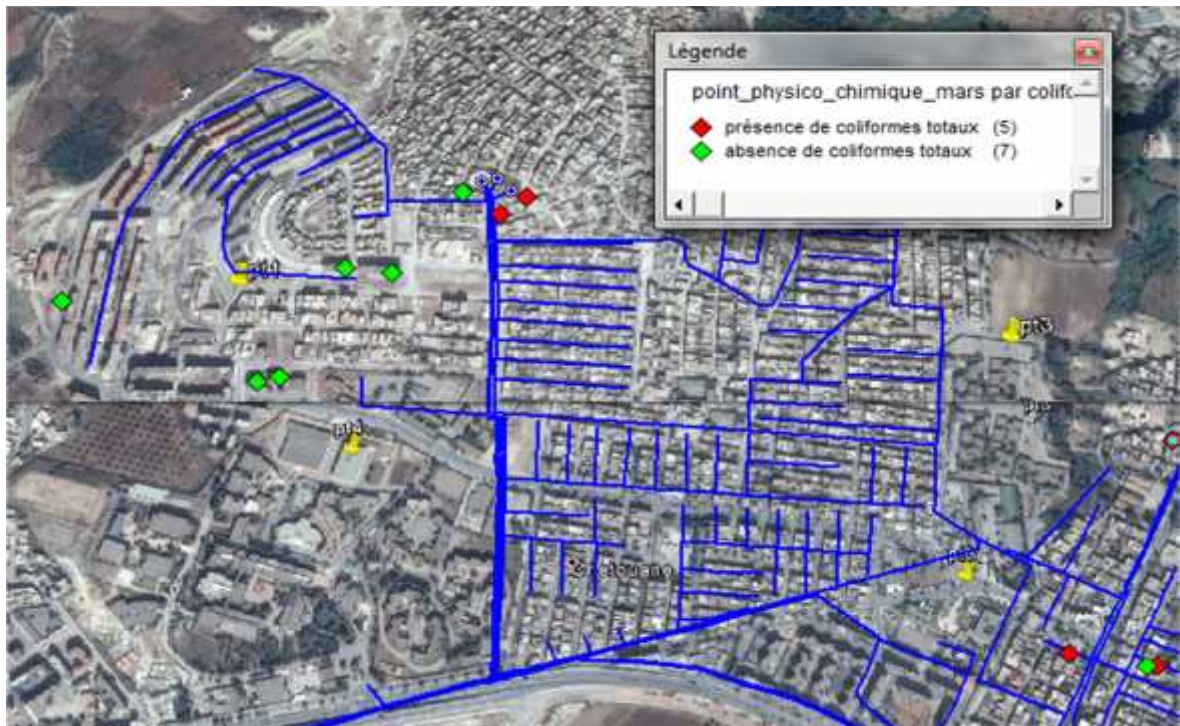 Légende
point_physico_chimique_mars par colifo
présence de coliformes totaux (5)
absence de coliformes totaux (7)
pt1
pt3
pt4